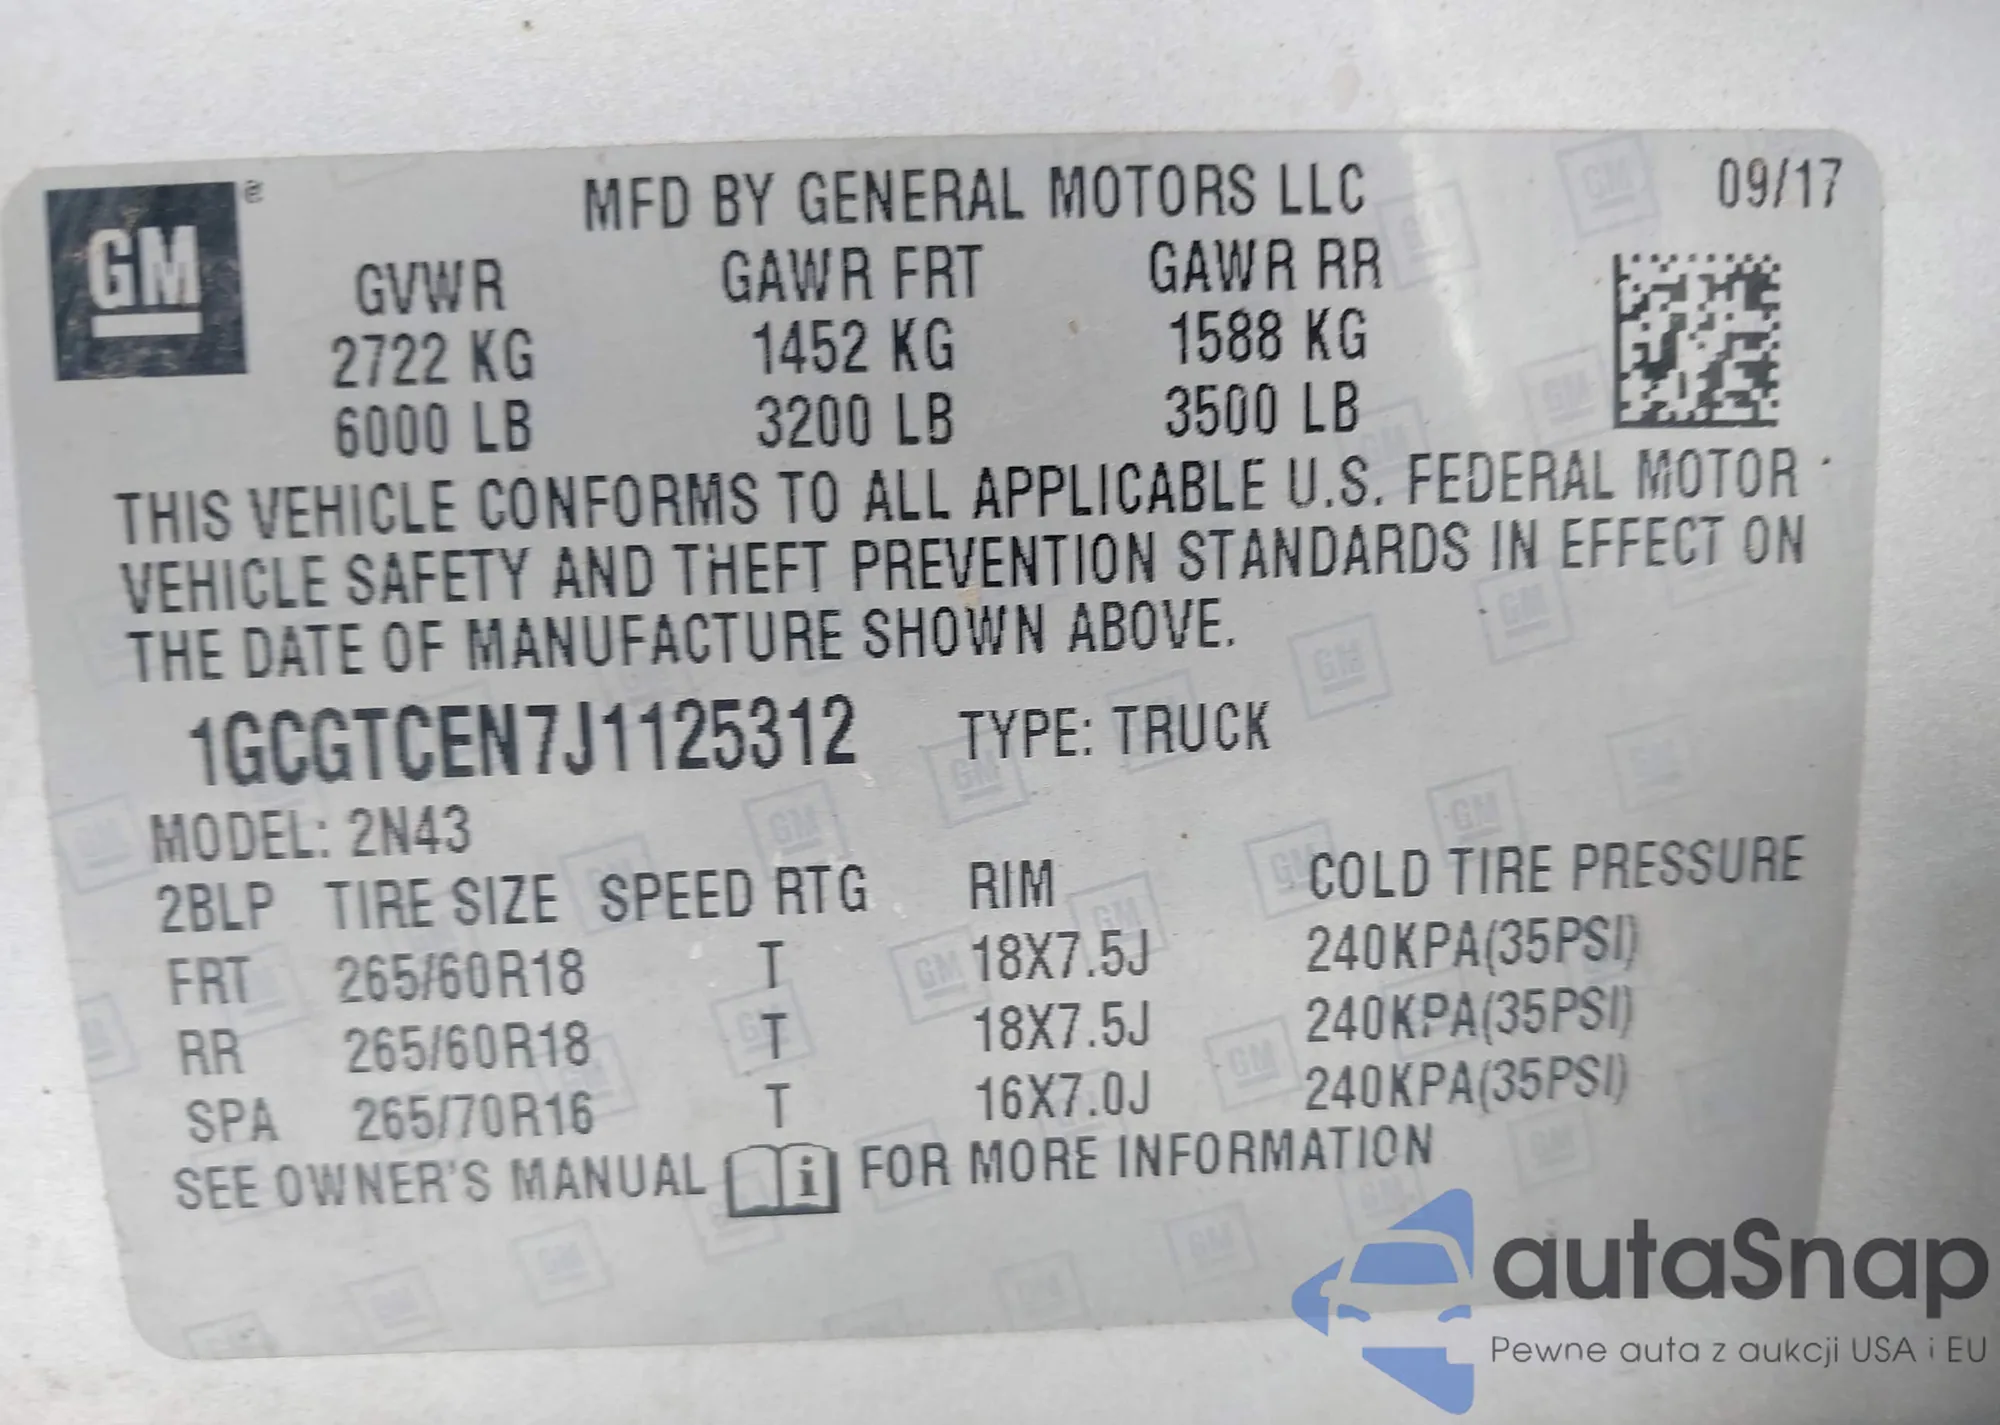 GM
MFD BY GENERAL MOTORS LLC 09/17
GVWR GAWR FRT GAWR RR
2722 KG 1452 KG 1588 KG
6000 LB 3200 LB 3500 LB
THIS VEHICLE CONFORMS TO ALL APPLICABLE U.S. FEDERAL MOTOR
VEHICLE SAFETY AND THEFT PREVENTION STANDARDS IN EFFECT ON
THE DATE OF MANUFACTURE SHOWN ABOVE.
1GCGTCEN7J1125312 TYPE: TRUCK
MODEL: 2N43
2BLP TIRE SIZE SPEED RTG RIM COLD TIRE PRESSURE
FRT 265/60R18 T 18X7.5J 240KPA(35PSI)
RR 265/60R18 T 18X7.5J 240KPA(35PSI)
SPA 265/70R16 T 16X7.0J 240KPA(35PSI)
SEE OWNER'S MANUAL i FOR MORE INFORMATION
autaSnap
Pewne auta z aukcji USA i EU